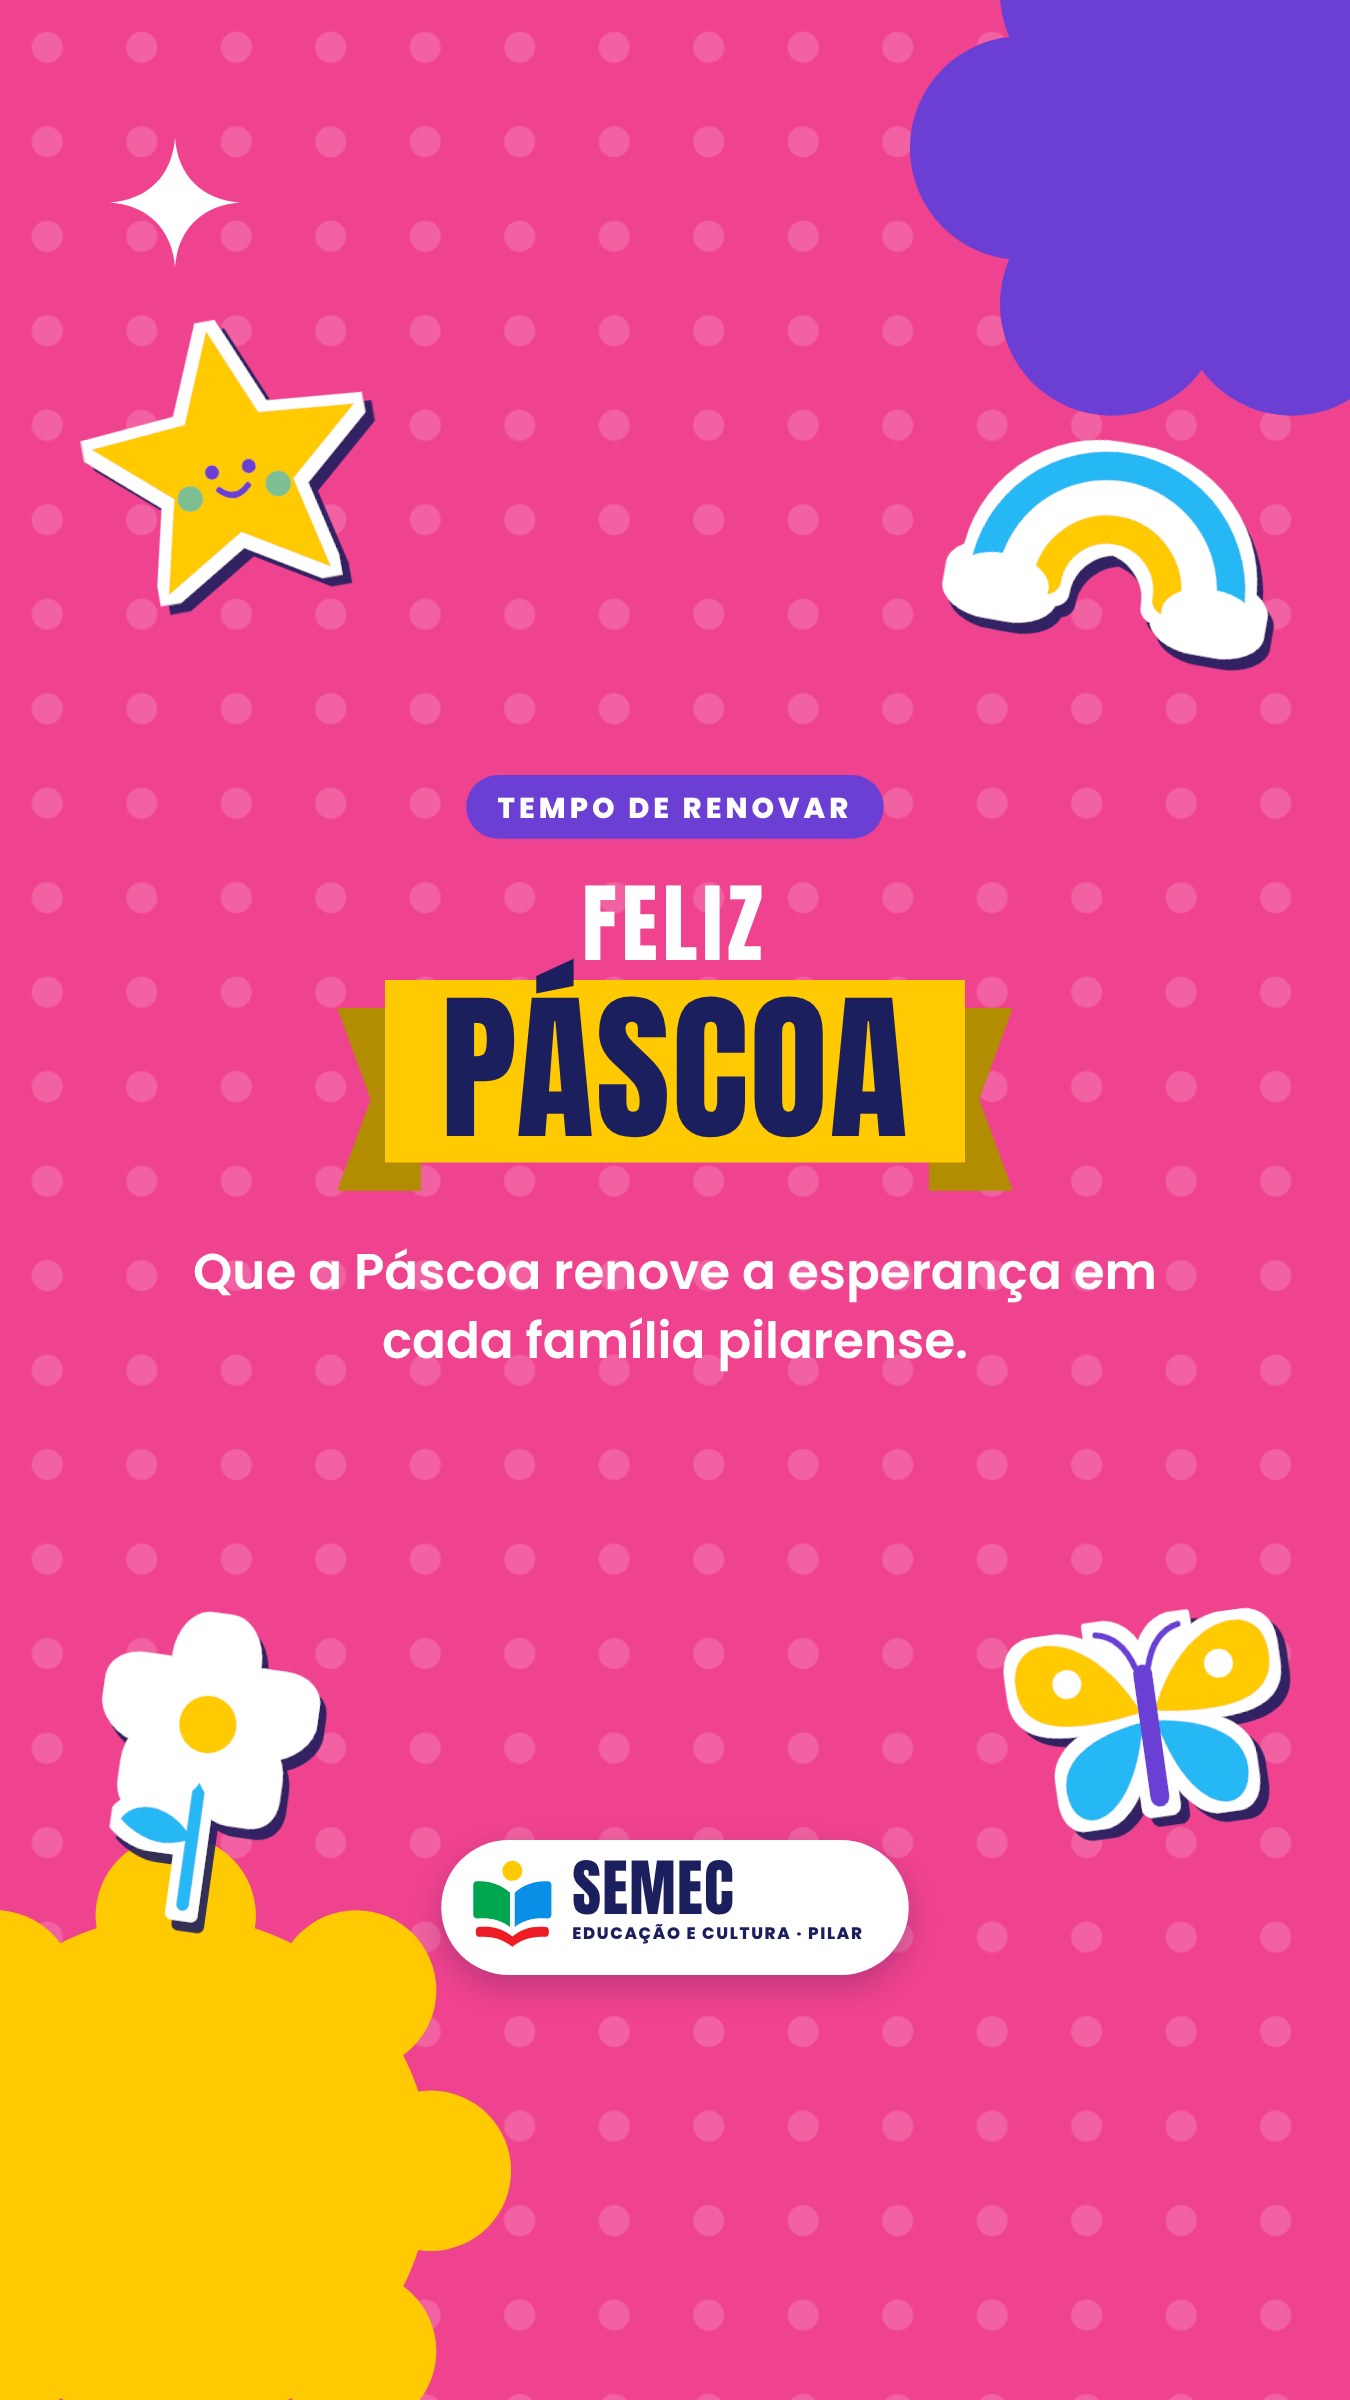 TEMPO DE RENOVAR
FELIZ
PÁSCOA
Que a Páscoa renove a esperança em
cada família pilarense.
SEMEC
EDUCAÇÃO E CULTURA · PILAR